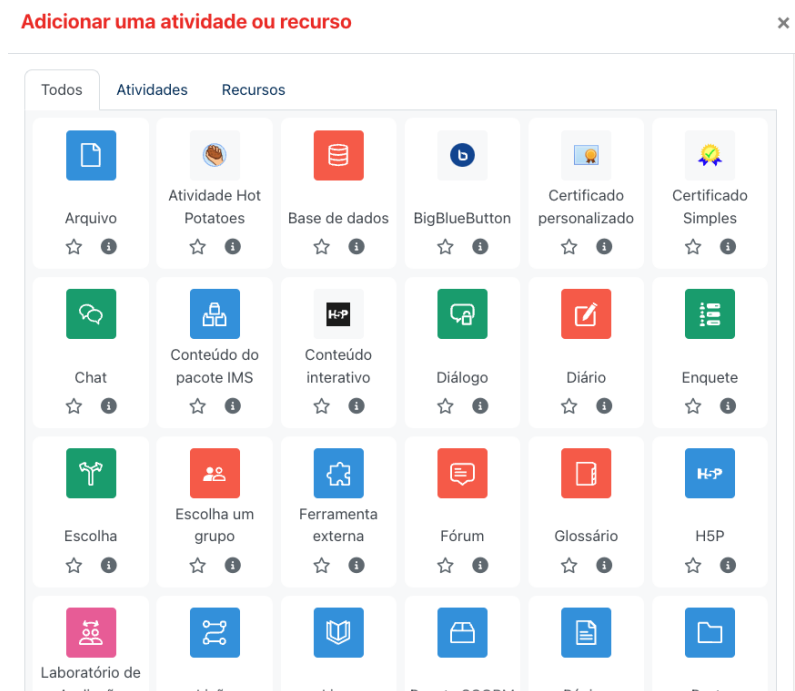 Adicionar uma atividade ou recurso
×
Todos Atividades Recursos
Arquivo
Atividade Hot
Potatoes
Base de dados
b
BigBlueButton
Certificado
personalizado
Certificado
Simples
Chat
Conteúdo do
pacote IMS
H-P
Conteúdo
interativo
Diálogo
Diário
Enquete
Escolha
Escolha um
grupo
Ferramenta
externa
Fórum
Glossário
H5P
H5P
Laboratório de